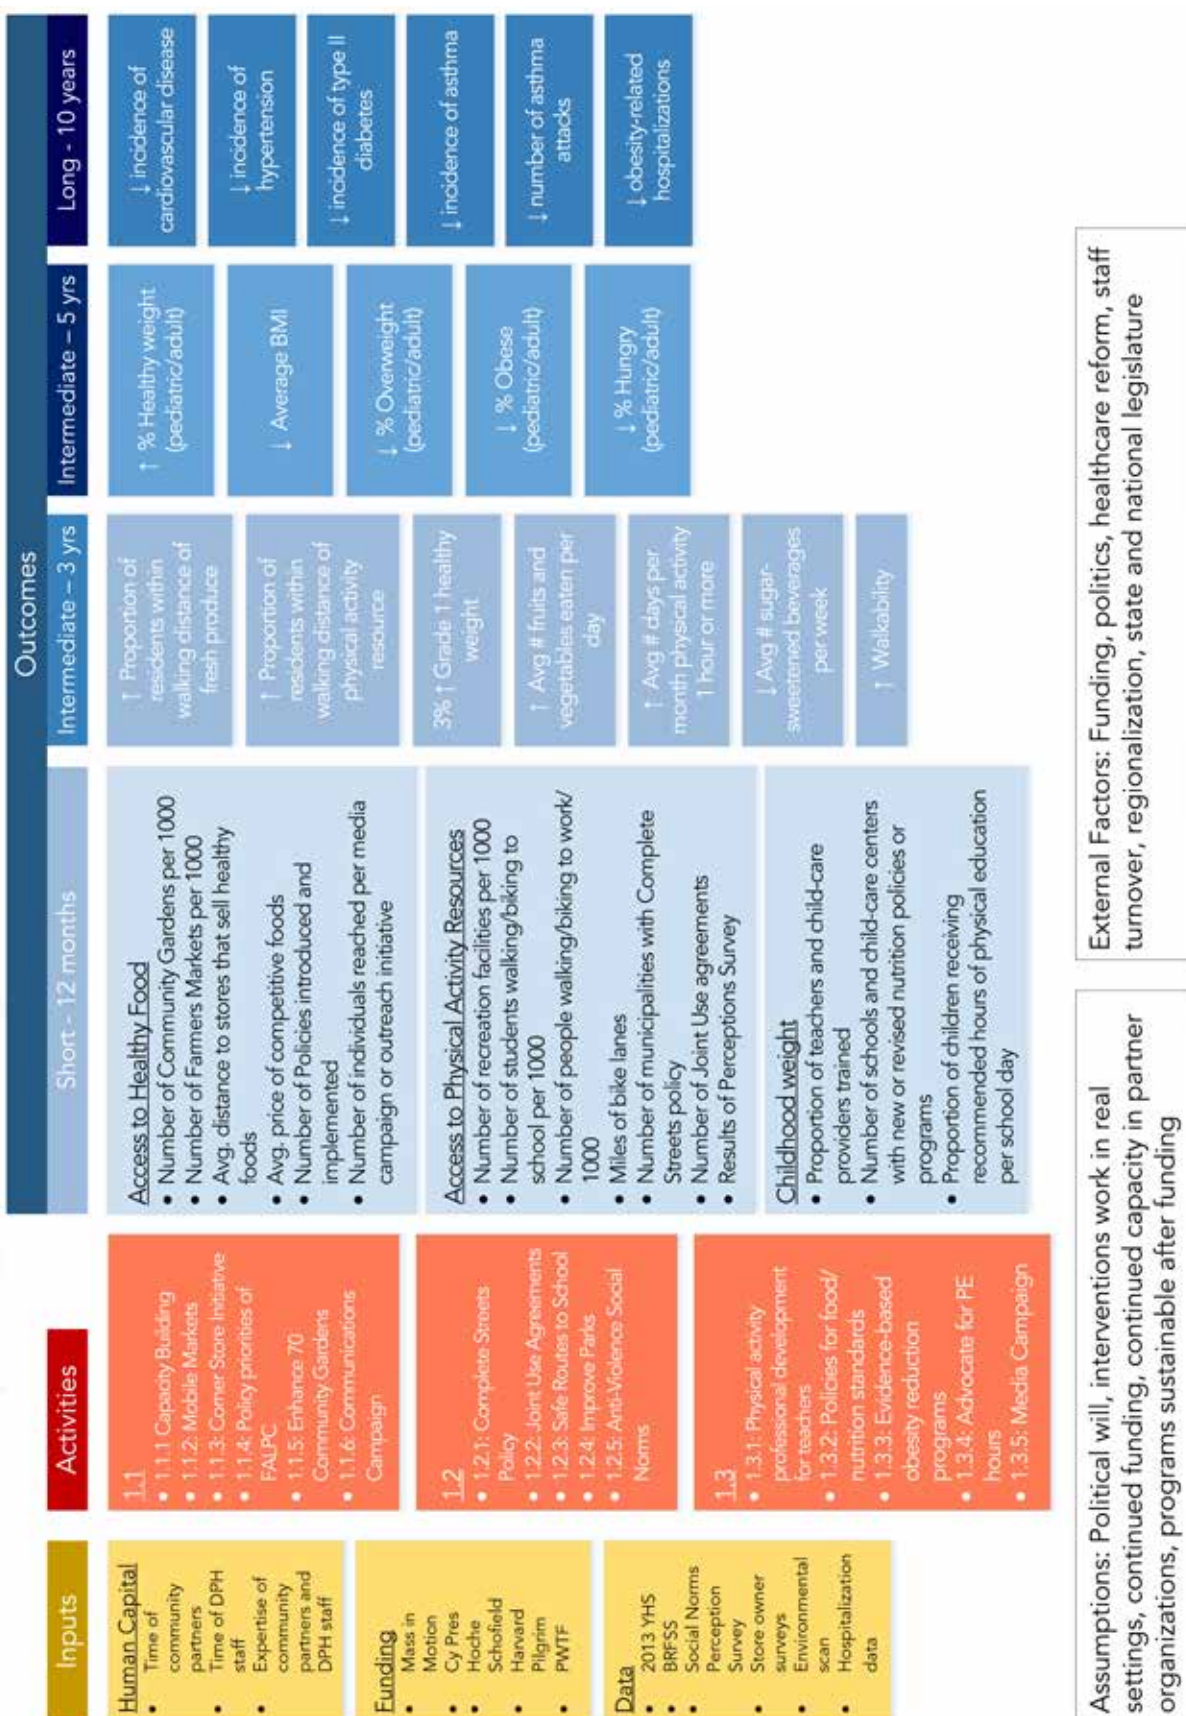 Inputs
Human Capital
• Time of
community
partners
• Time of DPH
staff
• Expertise of
community
partners and
DPH staff
Funding
• Mass in
Motion
• Cy Pres
• Hoche
Schofield
• Harvard
Pilgrim
• PWTF
Data
• 2013 YHS
• BRFSS
• Social Norms
Perception
Survey
• Store owner
surveys
• Environmental
scan
• Hospitalization
data
Activities
1.1
• 1.1.1 Capacity Building
• 1.1.2: Mobile Markets
• 1.1.3: Corner Store Initiative
• 1.1.4: Policy priorities of
FALPC
• 1.1.5: Enhance 70
Community Gardens
• 1.1.6: Communications
Campaign
1.2
• 1.2.1: Complete Streets
Policy
• 1.2.2: Joint Use Agreements
• 1.2.3: Safe Routes to School
• 1.2.4: Improve Parks
• 1.2.5: Anti-Violence Social
Norms
1.3
• 1.3.1: Physical activity
professional development
for teachers
• 1.3.2: Policies for food/
nutrition standards
• 1.3.3: Evidence-based
obesity reduction
programs
• 1.3.4: Advocate for PE
hours
• 1.3.5: Media Campaign
Outcomes
Short - 12 months
Access to Healthy Food
• Number of Community Gardens per 1000
• Number of Farmers Markets per 1000
• Avg. distance to stores that sell healthy
foods
• Avg. price of competitive foods
• Number of Policies introduced and
implemented
• Number of individuals reached per media
campaign or outreach initiative
Access to Physical Activity Resources
• Number of recreation facilities per 1000
• Number of students walking/biking to
school per 1000
• Number of people walking/biking to work/
1000
• Miles of bike lanes
• Number of municipalities with Complete
Streets policy
• Number of Joint Use agreements
• Results of Perceptions Survey
Childhood weight
• Proportion of teachers and child-care
providers trained
• Number of schools and child-care centers
with new or revised nutrition policies or
programs
• Proportion of children receiving
recommended hours of physical education
per school day
Intermediate – 3 yrs
↑ Proportion of
residents within
walking distance of
fresh produce
↑ Proportion of
residents within
walking distance of
physical activity
resource
3% ↑ Grade 1 healthy
weight
↑ Avg # fruits and
vegetables eaten per
day
↑ Avg # days per
month physical activity
1 hour or more
↓ Avg # sugar-
sweetened beverages
per week
↑ Walkability
Intermediate – 5 yrs
↑ % Healthy weight
(pediatric/adult)
↓ Average BMI
↓ % Overweight
(pediatric/adult)
↓ % Obese
(pediatric/adult)
↓ % Hungry
(pediatric/adult)
Long - 10 years
↓ incidence of
cardiovascular disease
↓ incidence of
hypertension
↓ incidence of type II
diabetes
↓ incidence of asthma
↓ number of asthma
attacks
↓ obesity-related
hospitalizations
Assumptions: Political will, interventions work in real
settings, continued funding, continued capacity in partner
organizations, programs sustainable after funding
External Factors: Funding, politics, healthcare reform, staff
turnover, regionalization, state and national legislature